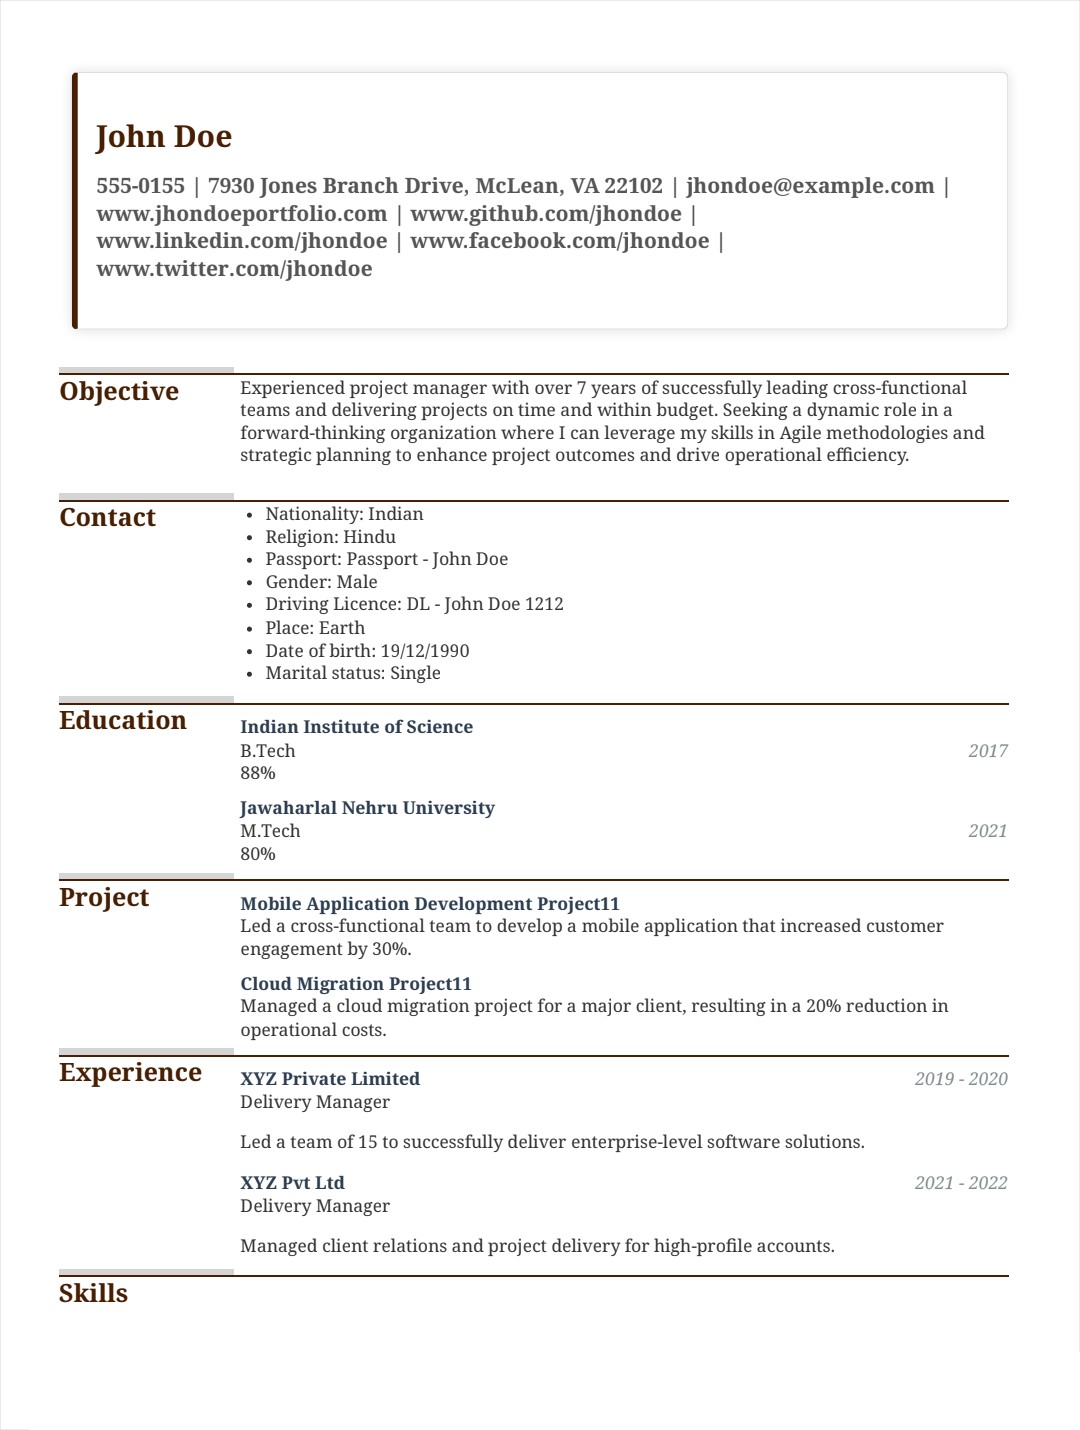 John Doe
555-0155 | 7930 Jones Branch Drive, McLean, VA 22102 | jhondoe@example.com |
www.jhondoeportfolio.com | www.github.com/jhondoe |
www.linkedin.com/jhondoe | www.facebook.com/jhondoe |
www.twitter.com/jhondoe
Objective
Experienced project manager with over 7 years of successfully leading cross-functional
teams and delivering projects on time and within budget. Seeking a dynamic role in a
forward-thinking organization where I can leverage my skills in Agile methodologies and
strategic planning to enhance project outcomes and drive operational efficiency.
Contact
• Nationality: Indian
• Religion: Hindu
• Passport: Passport - John Doe
• Gender: Male
• Driving Licence: DL - John Doe 1212
• Place: Earth
• Date of birth: 19/12/1990
• Marital status: Single
Education
Indian Institute of Science
B.Tech 2017
88%
Jawaharlal Nehru University
M.Tech 2021
80%
Project
Mobile Application Development Project11
Led a cross-functional team to develop a mobile application that increased customer
engagement by 30%.
Cloud Migration Project11
Managed a cloud migration project for a major client, resulting in a 20% reduction in
operational costs.
Experience
XYZ Private Limited 2019 - 2020
Delivery Manager
Led a team of 15 to successfully deliver enterprise-level software solutions.
XYZ Pvt Ltd 2021 - 2022
Delivery Manager
Managed client relations and project delivery for high-profile accounts.
Skills